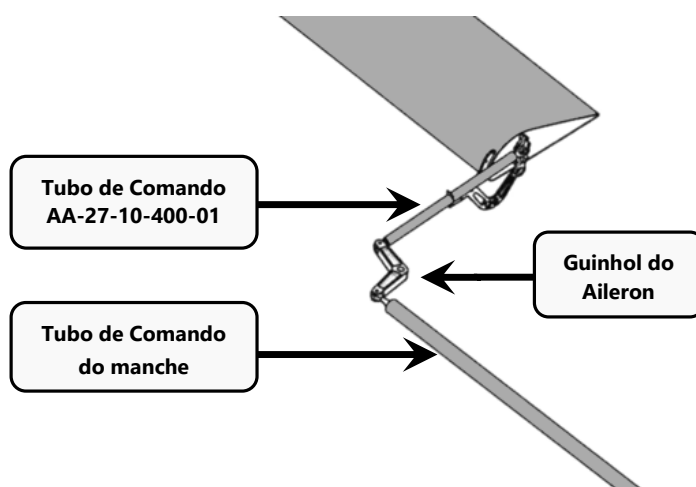 Tubo de Comando
AA-27-10-400-01
Guinhol do
Aileron
Tubo de Comando
do manche